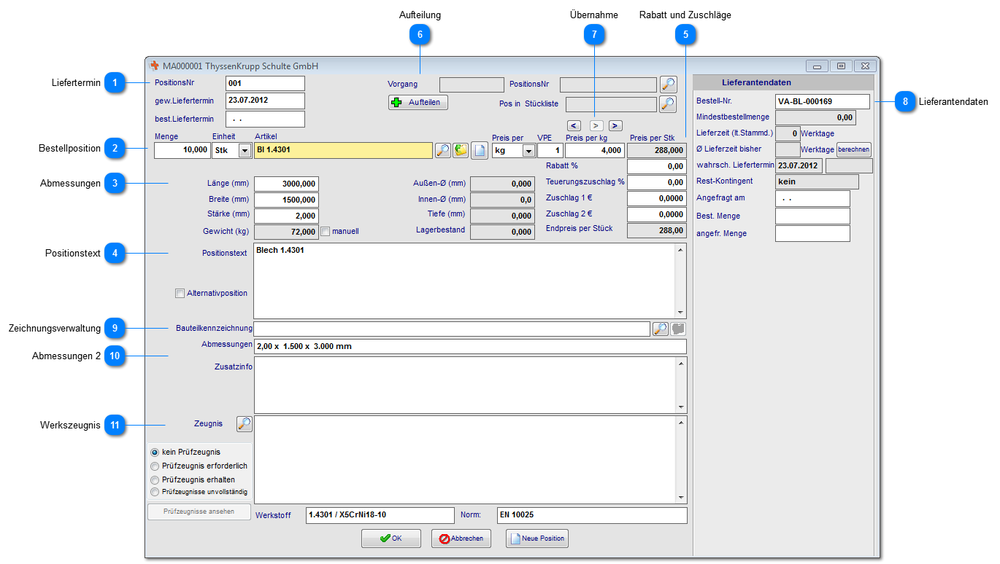 Aufteilung
Übernahme
Rabatt und Zuschläge
6
7
5
MA000001 ThyssenKrupp Schulte GmbH
Liefertermin 1
PositionsNr 001
Vorgang
PositionsNr
Lieferantendaten
gew.Liefertermin 23.07.2012
Aufteilen
Pos in Stückliste
Bestell-Nr. VA-BL-000169
8 Lieferantendaten
best.Liefertermin . .
Mindestbestellmenge 0,00
< > >
Lieferzeit (lt.Stammd.) 0 Werktage
Menge Einheit Artikel Preis per VPE Preis per kg Preis per Stk
Bestellposition 2
10,000 Stk Bl 1.4301 kg 1 4,000 288,000
Ø Lieferzeit bisher Werktage berechnen
Rabatt % 0,00
wahrsch. Liefertermin 23.07.2012
Abmessungen 3
Länge (mm) 3000,000
Außen-Ø (mm) 0,000
Teuerungszuschlag % 0,00
Rest-Kontingent kein
Breite (mm) 1500,000
Innen-Ø (mm) 0,0
Zuschlag 1 € 0,0000
Angefragt am . .
Stärke (mm) 2,000
Tiefe (mm) 0,000
Zuschlag 2 € 0,0000
Best. Menge
Gewicht (kg) 72,000 manuell
Lagerbestand 0,000
Endpreis per Stück 288,00
angefr. Menge
Positionstext 4
Positionstext Blech 1.4301
Alternativposition
Zeichnungsverwaltung 9
Bauteilkennzeichnung
Abmessungen 2,00 x 1.500 x 3.000 mm
Abmessungen 2 10
Zusatzinfo
Werkszeugnis 11
Zeugnis
kein Prüfzeugnis
Prüfzeugnis erforderlich
Prüfzeugnis erhalten
Prüfzeugnisse unvollständig
Prüfzeugnisse ansehen
Werkstoff 1.4301 / X5CrNi18-10 Norm: EN 10025
OK Abbrechen Neue Position